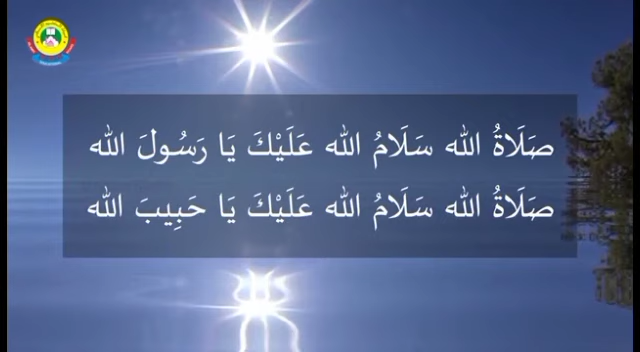 صَلَاةُ الله سَلَامُ الله عَلَيْكَ يَا رَسُولَ الله
صَلَاةُ الله سَلَامُ الله عَلَيْكَ يَا حَبِيبَ الله